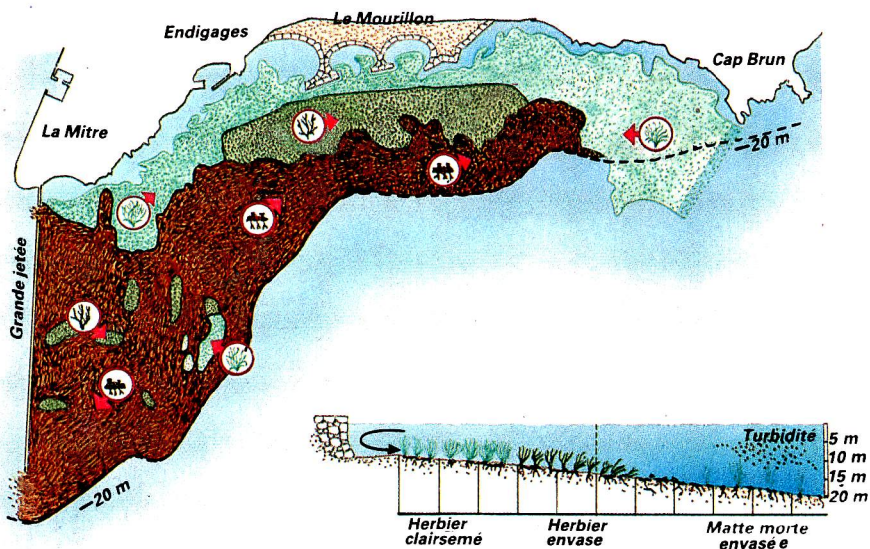 Le Mourillon
Endigages
Cap Brun
La Mitre
—20 m
Grande jetée
—20 m
Turbidité
5 m
10 m
15 m
20 m
Herbier
clairsemé
Herbier
envase
Matte morte
envasé e